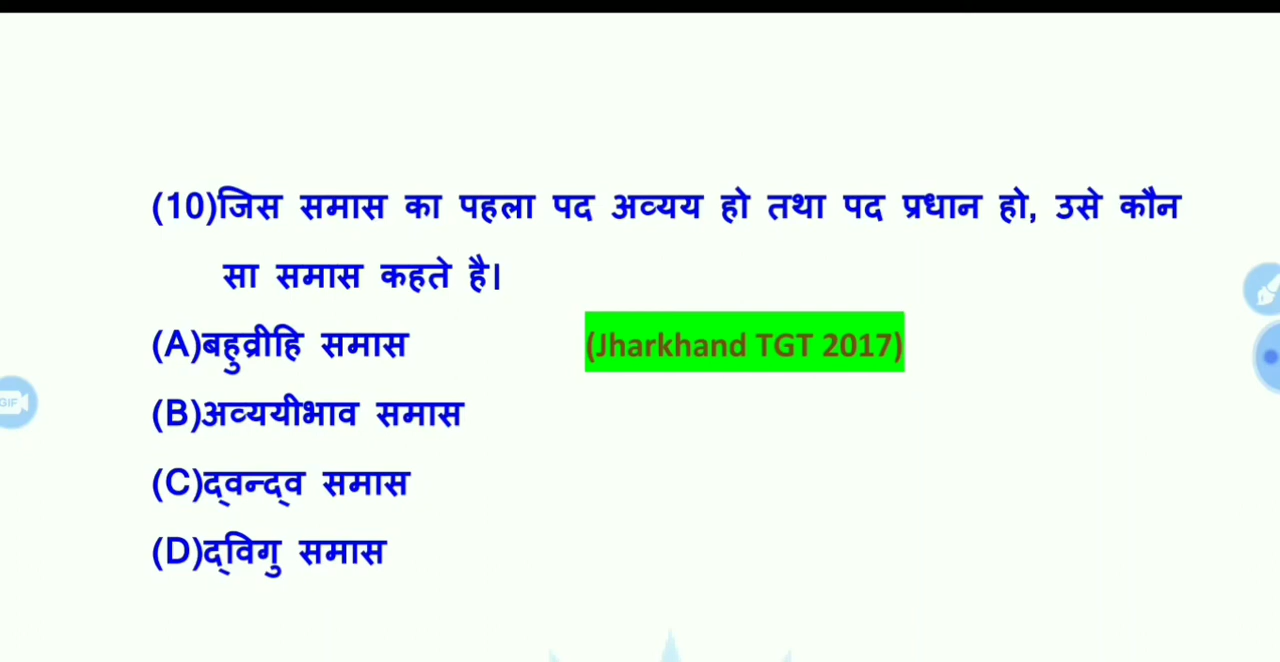 (10)जिस समास का पहला पद अव्यय हो तथा पद प्रधान हो, उसे कौन
सा समास कहते है।
(A)बहुव्रीहि समास
(Jharkhand TGT 2017)
(B)अव्ययीभाव समास
(C)द्वन्द्व समास
(D)द्विगु समास
GIF